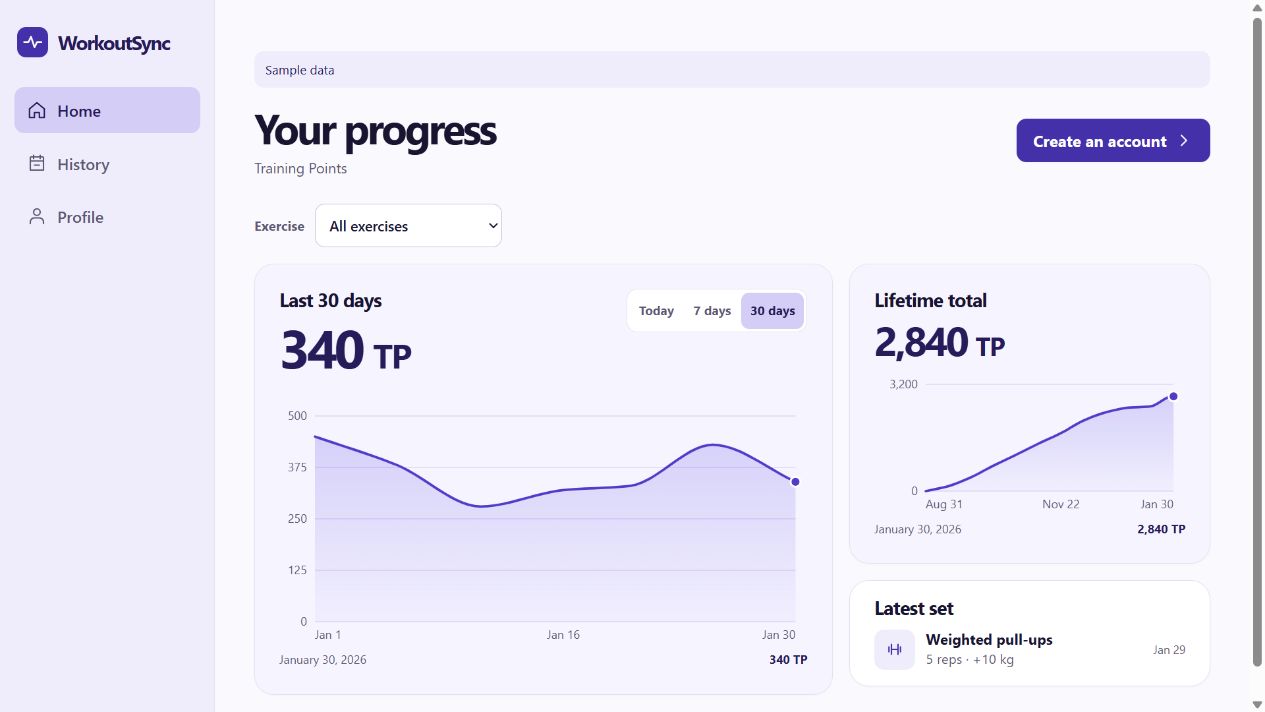 WorkoutSync
Home
History
Profile
Sample data
Your progress
Training Points
Create an account
Exercise
All exercises
Last 30 days
340 TP
Today
7 days
30 days
500
375
250
125
0
Jan 1
Jan 16
Jan 30
January 30, 2026
340 TP
Lifetime total
2,840 TP
3,200
0
Aug 31
Nov 22
Jan 30
January 30, 2026
2,840 TP
Latest set
Weighted pull-ups
5 reps · +10 kg
Jan 29